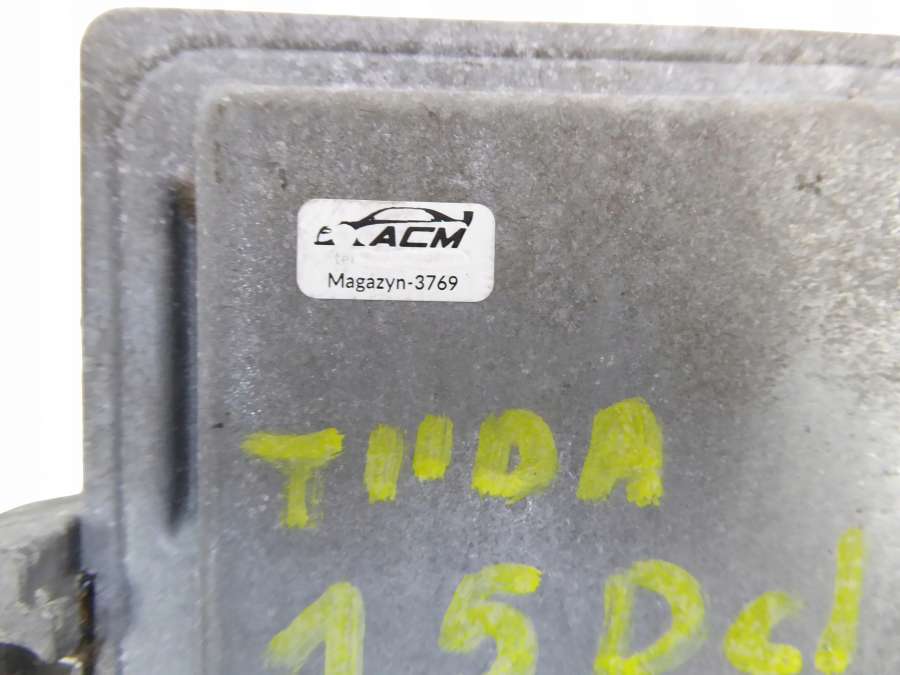 ACM
Magazyn-3769
TIIDA
1.5 Dci